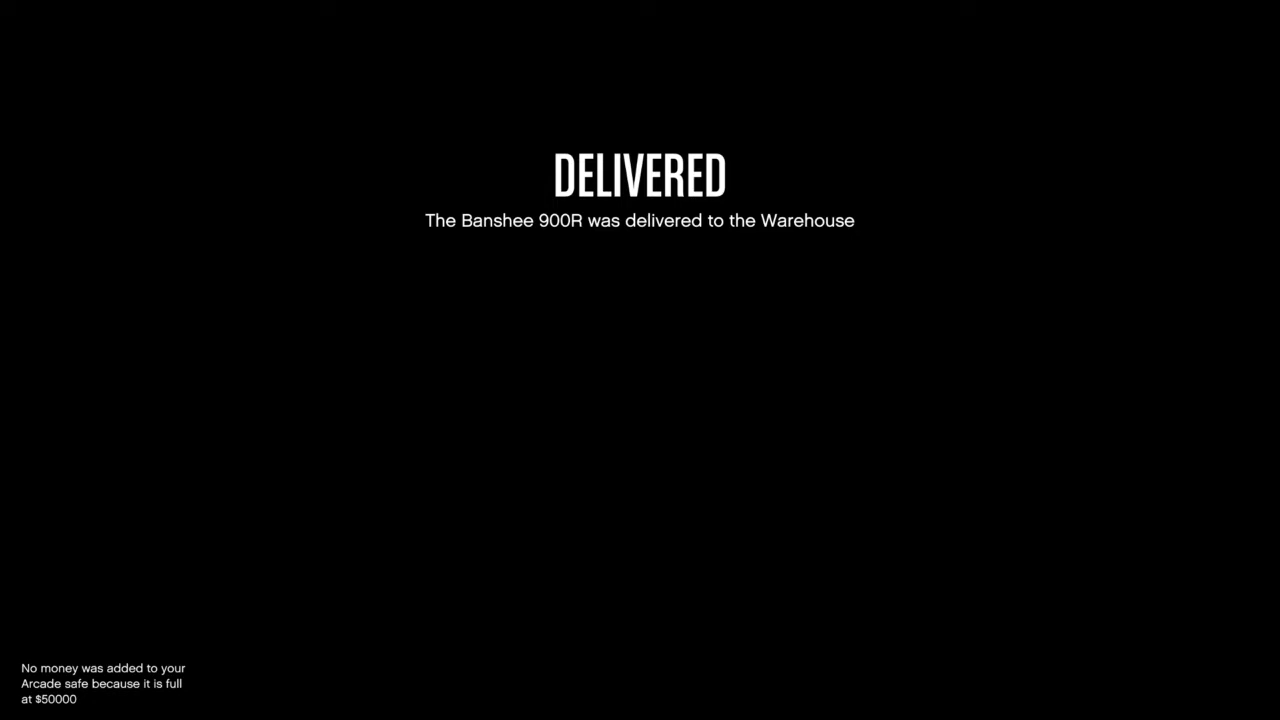 DELIVERED
The Banshee 900R was delivered to the Warehouse
No money was added to your
Arcade safe because it is full
at $50000